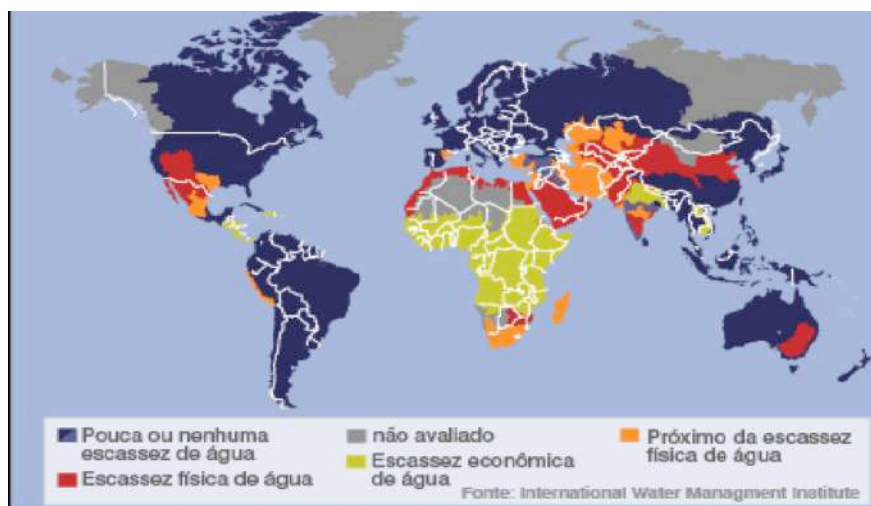 Pouca ou nenhuma
escassez de água
Escassez física de água
não avaliado
Escassez econômica
de água
Próximo da escassez
física de água
Fonte: International Water Managment Institute